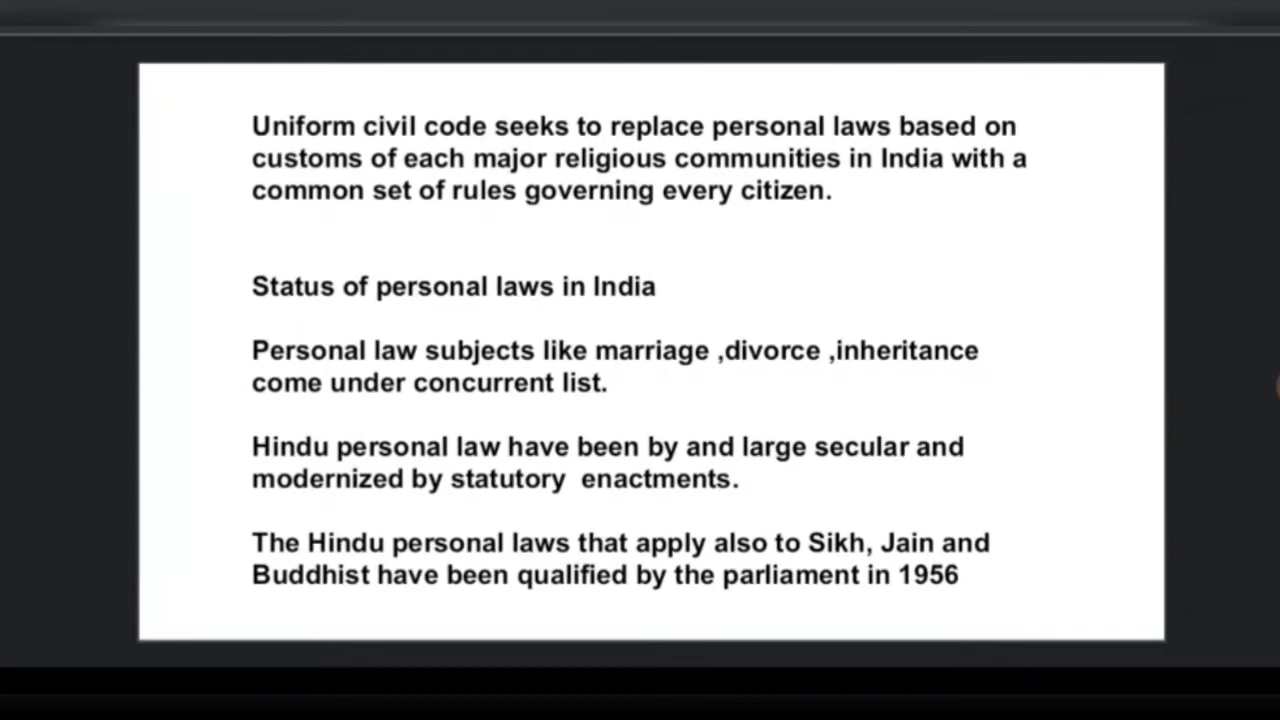 Uniform civil code seeks to replace personal laws based on
customs of each major religious communities in India with a
common set of rules governing every citizen.
Status of personal laws in India
Personal law subjects like marriage ,divorce ,inheritance
come under concurrent list.
Hindu personal law have been by and large secular and
modernized by statutory  enactments.
The Hindu personal laws that apply also to Sikh, Jain and
Buddhist have been qualified by the parliament in 1956